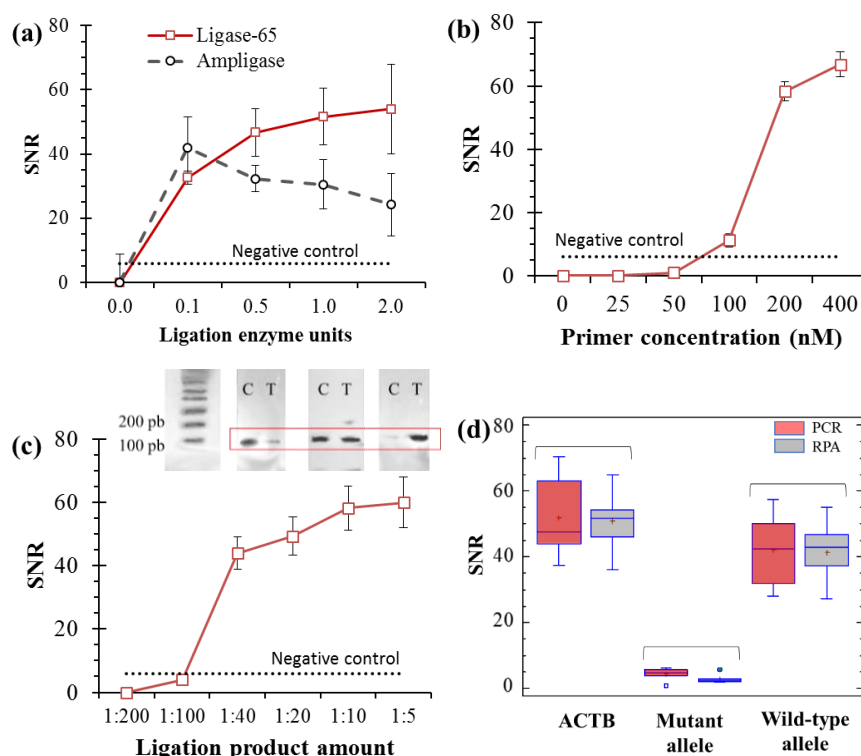 (a)
Ligase-65
Ampligase
SNR
80
60
40
20
0
Negative control
0.0 0.1 0.5 1.0 2.0
Ligation enzyme units
(b)
SNR
80
60
40
20
0
Negative control
0 25 50 100 200 400
Primer concentration (nM)
(c)
C T C T C T
200 pb
100 pb
SNR
80
60
40
20
0
Negative control
1:200 1:100 1:40 1:20 1:10 1:5
Ligation product amount
(d)
PCR
RPA
SNR
80
60
40
20
0
ACTB Mutant allele Wild-type allele